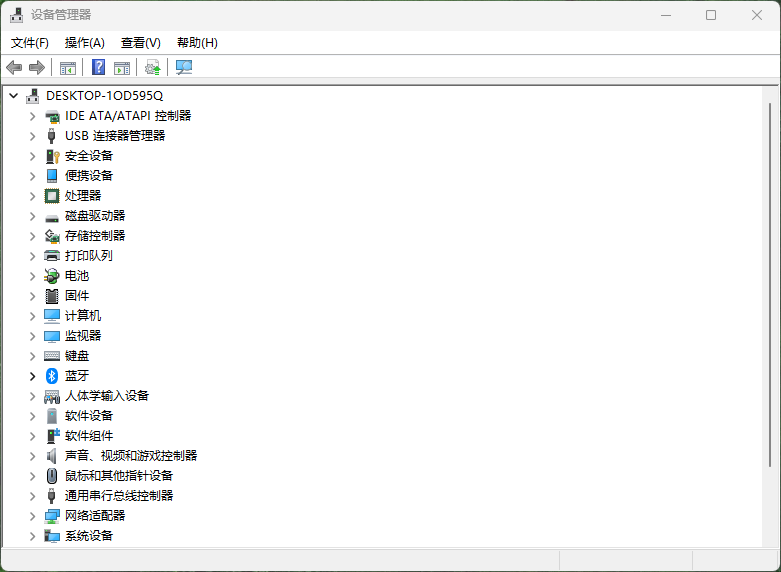 设备管理器
文件(F) 操作(A) 查看(V) 帮助(H)
DESKTOP-1OD595Q
IDE ATA/ATAPI 控制器
USB 连接器管理器
安全设备
便携设备
处理器
磁盘驱动器
存储控制器
打印队列
电池
固件
计算机
监视器
键盘
蓝牙
人体学输入设备
软件设备
软件组件
声音、视频和游戏控制器
鼠标和其他指针设备
通用串行总线控制器
网络适配器
系统设备